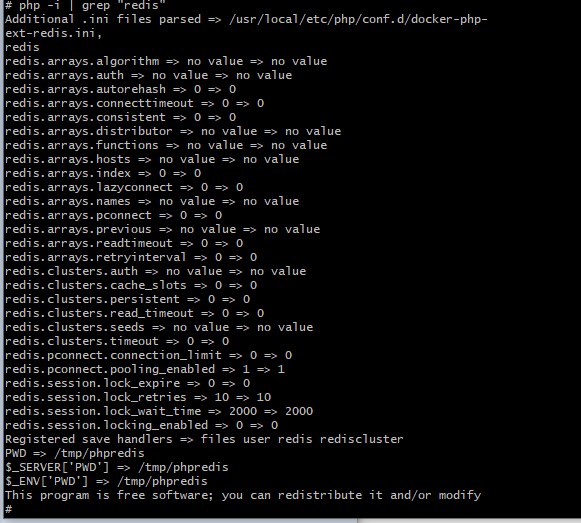 # php -i | grep "redis"
Additional .ini files parsed => /usr/local/etc/php/conf.d/docker-php-
ext-redis.ini,
redis
redis.arrays.algorithm => no value => no value
redis.arrays.auth => no value => no value
redis.arrays.autorehash => 0 => 0
redis.arrays.connecttimeout => 0 => 0
redis.arrays.consistent => 0 => 0
redis.arrays.distributor => no value => no value
redis.arrays.functions => no value => no value
redis.arrays.hosts => no value => no value
redis.arrays.index => 0 => 0
redis.arrays.lazyconnect => 0 => 0
redis.arrays.names => no value => no value
redis.arrays.pconnect => 0 => 0
redis.arrays.previous => no value => no value
redis.arrays.readtimeout => 0 => 0
redis.arrays.retryinterval => 0 => 0
redis.clusters.auth => no value => no value
redis.clusters.cache_slots => 0 => 0
redis.clusters.persistent => 0 => 0
redis.clusters.read_timeout => 0 => 0
redis.clusters.seeds => no value => no value
redis.clusters.timeout => 0 => 0
redis.pconnect.connection_limit => 0 => 0
redis.pconnect.pooling_enabled => 1 => 1
redis.session.lock_expire => 0 => 0
redis.session.lock_retries => 10 => 10
redis.session.lock_wait_time => 2000 => 2000
redis.session.locking_enabled => 0 => 0
Registered save handlers => files user redis rediscluster
PWD => /tmp/phpredis
$_SERVER['PWD'] => /tmp/phpredis
$_ENV['PWD'] => /tmp/phpredis
This program is free software; you can redistribute it and/or modify
#